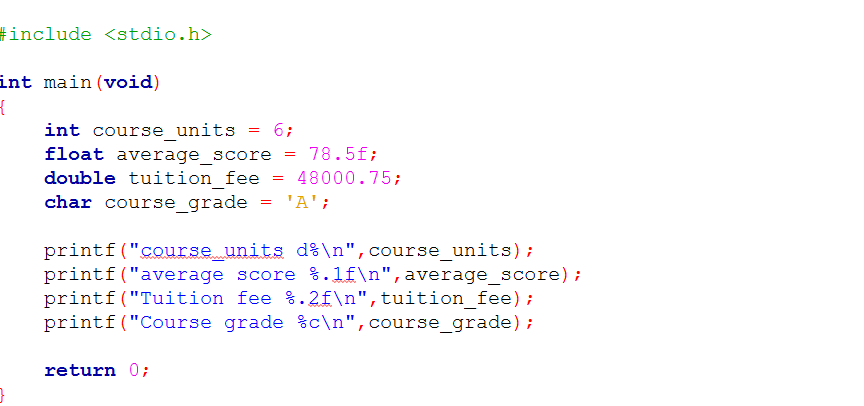 #include <stdio.h>
int main(void)
{
int course_units = 6;
float average_score = 78.5f;
double tuition_fee = 48000.75;
char course_grade = 'A';
printf("course_units d%\n",course_units);
printf("average score %.1f\n",average_score);
printf("Tuition fee %.2f\n",tuition_fee);
printf("Course grade %c\n",course_grade);
return 0;
}